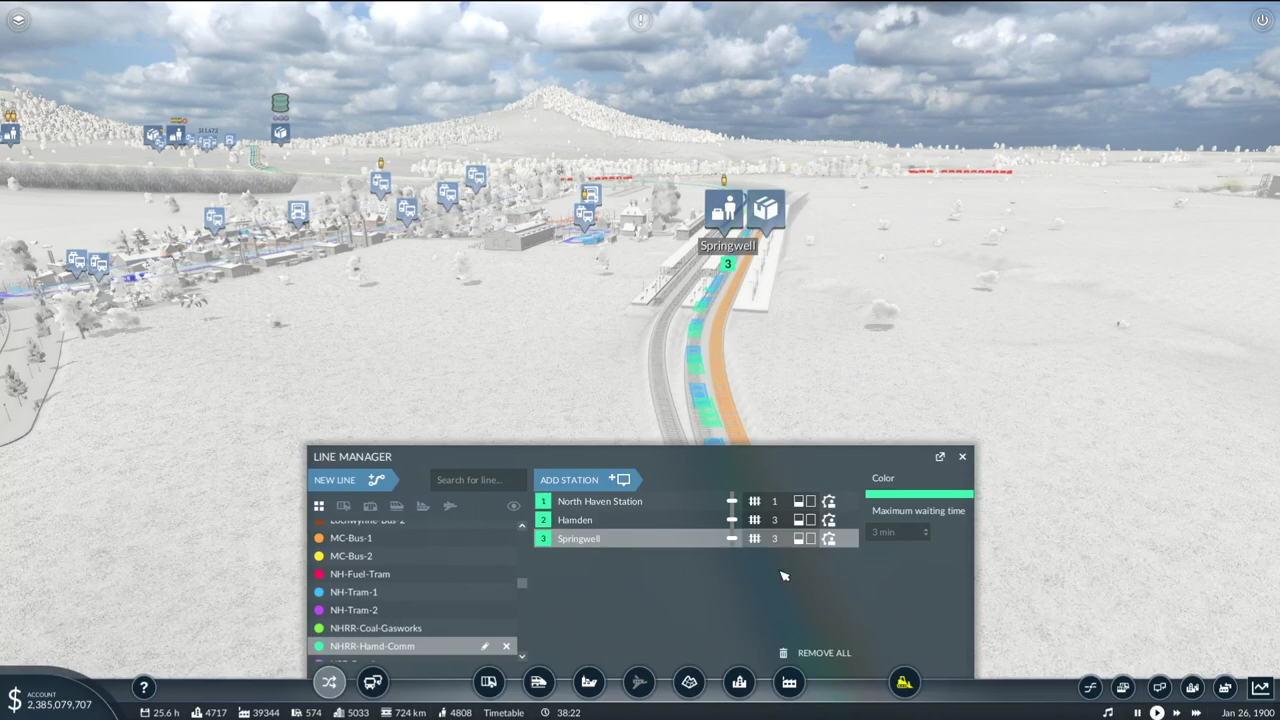 Springwell
3
LINE MANAGER
NEW LINE
Search for line...
ADD STATION
Color
Maximum waiting time
3 min
1 North Haven Station 1
2 Hamden 3
3 Springwell 3
Lochwynne-Bus-2
MC-Bus-1
MC-Bus-2
NH-Fuel-Tram
NH-Tram-1
NH-Tram-2
NHRR-Coal-Gasworks
NHRR-Hamd-Comm
REMOVE ALL
?
$ ACCOUNT
2,385,079,707
25.6 h 4717 39344 574 5033 724 km 4808 Timetable 38:22 Jan 26, 1900